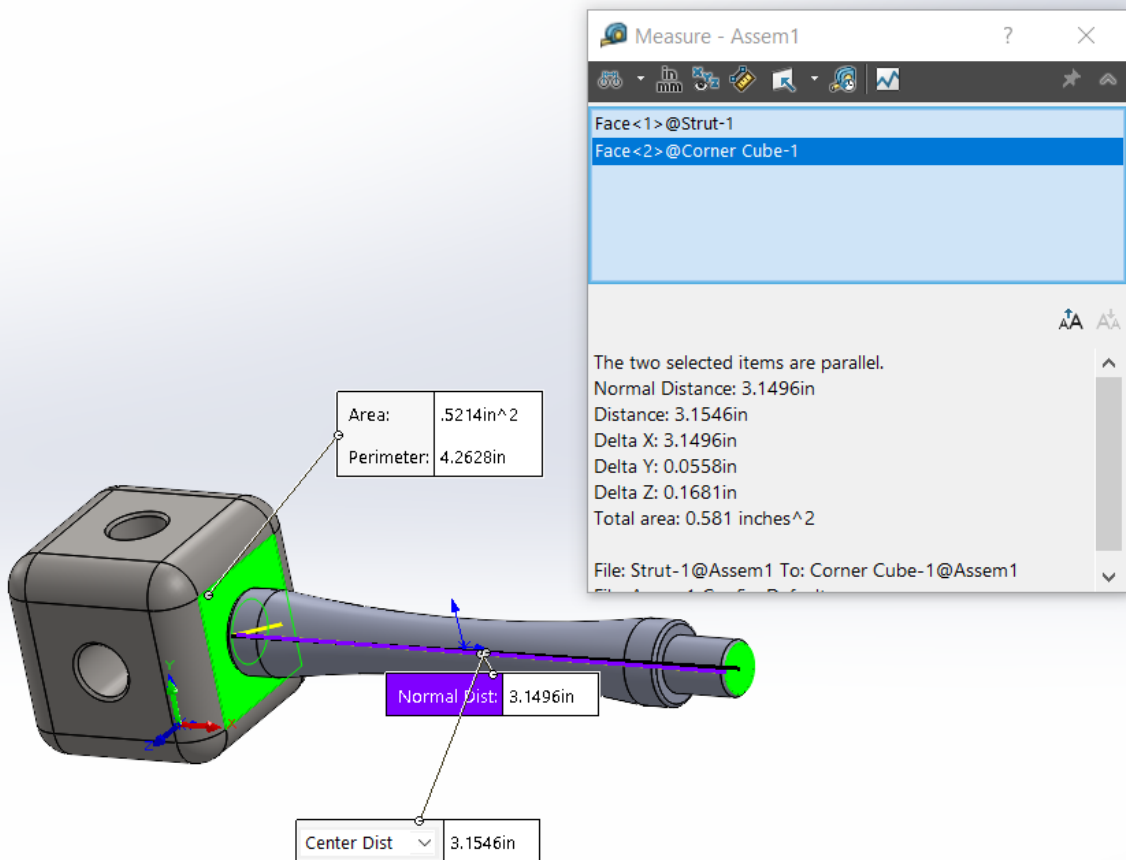 Measure - Assem1
?
in
mm
Face<1>@Strut-1
Face<2>@Corner Cube-1
AA AA
The two selected items are parallel.
Normal Distance: 3.1496in
Distance: 3.1546in
Delta X: 3.1496in
Delta Y: 0.0558in
Delta Z: 0.1681in
Total area: 0.581 inches^2
File: Strut-1@Assem1 To: Corner Cube-1@Assem1
Area: .5214in^2
Perimeter: 4.2628in
Y
X
Z
Normal Dist: 3.1496in
Center Dist 3.1546in